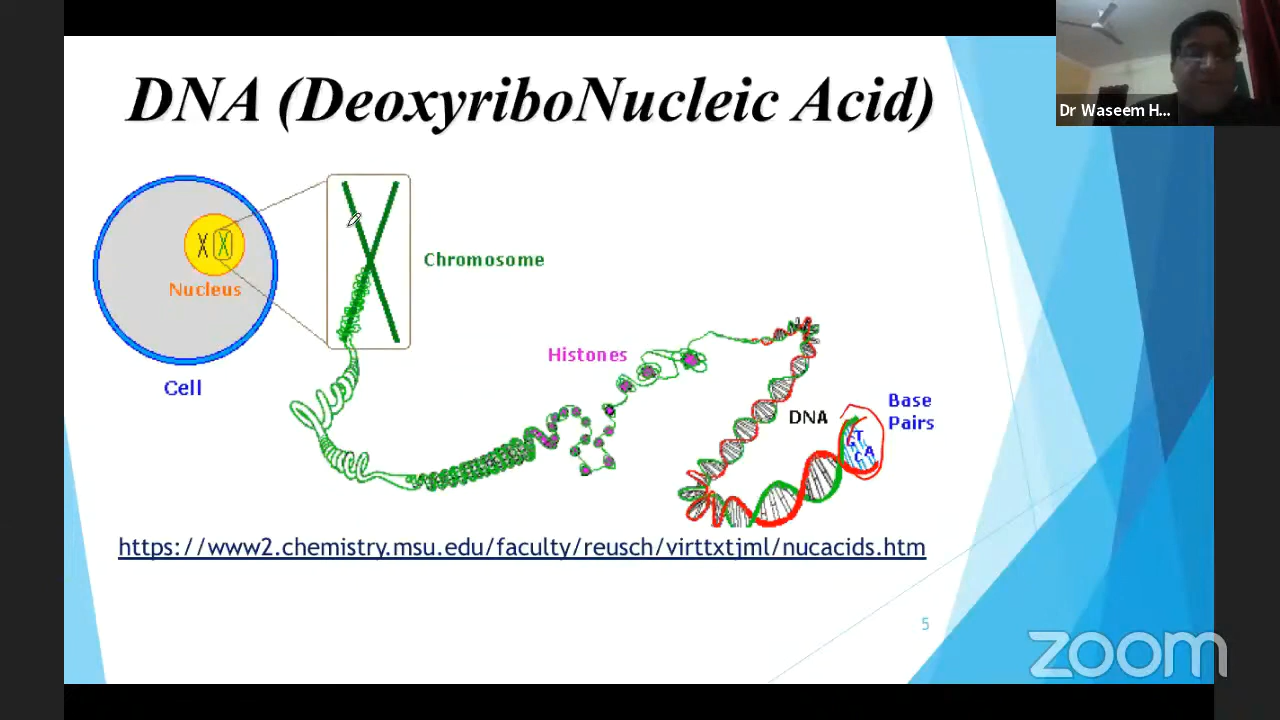 DNA (DeoxyriboNucleic Acid)
Dr Waseem H...
Nucleus
Cell
Chromosome
Histones
DNA
Base
Pairs
T
C
A
https://www2.chemistry.msu.edu/faculty/reusch/virttxtjml/nucacids.htm
5
zoom